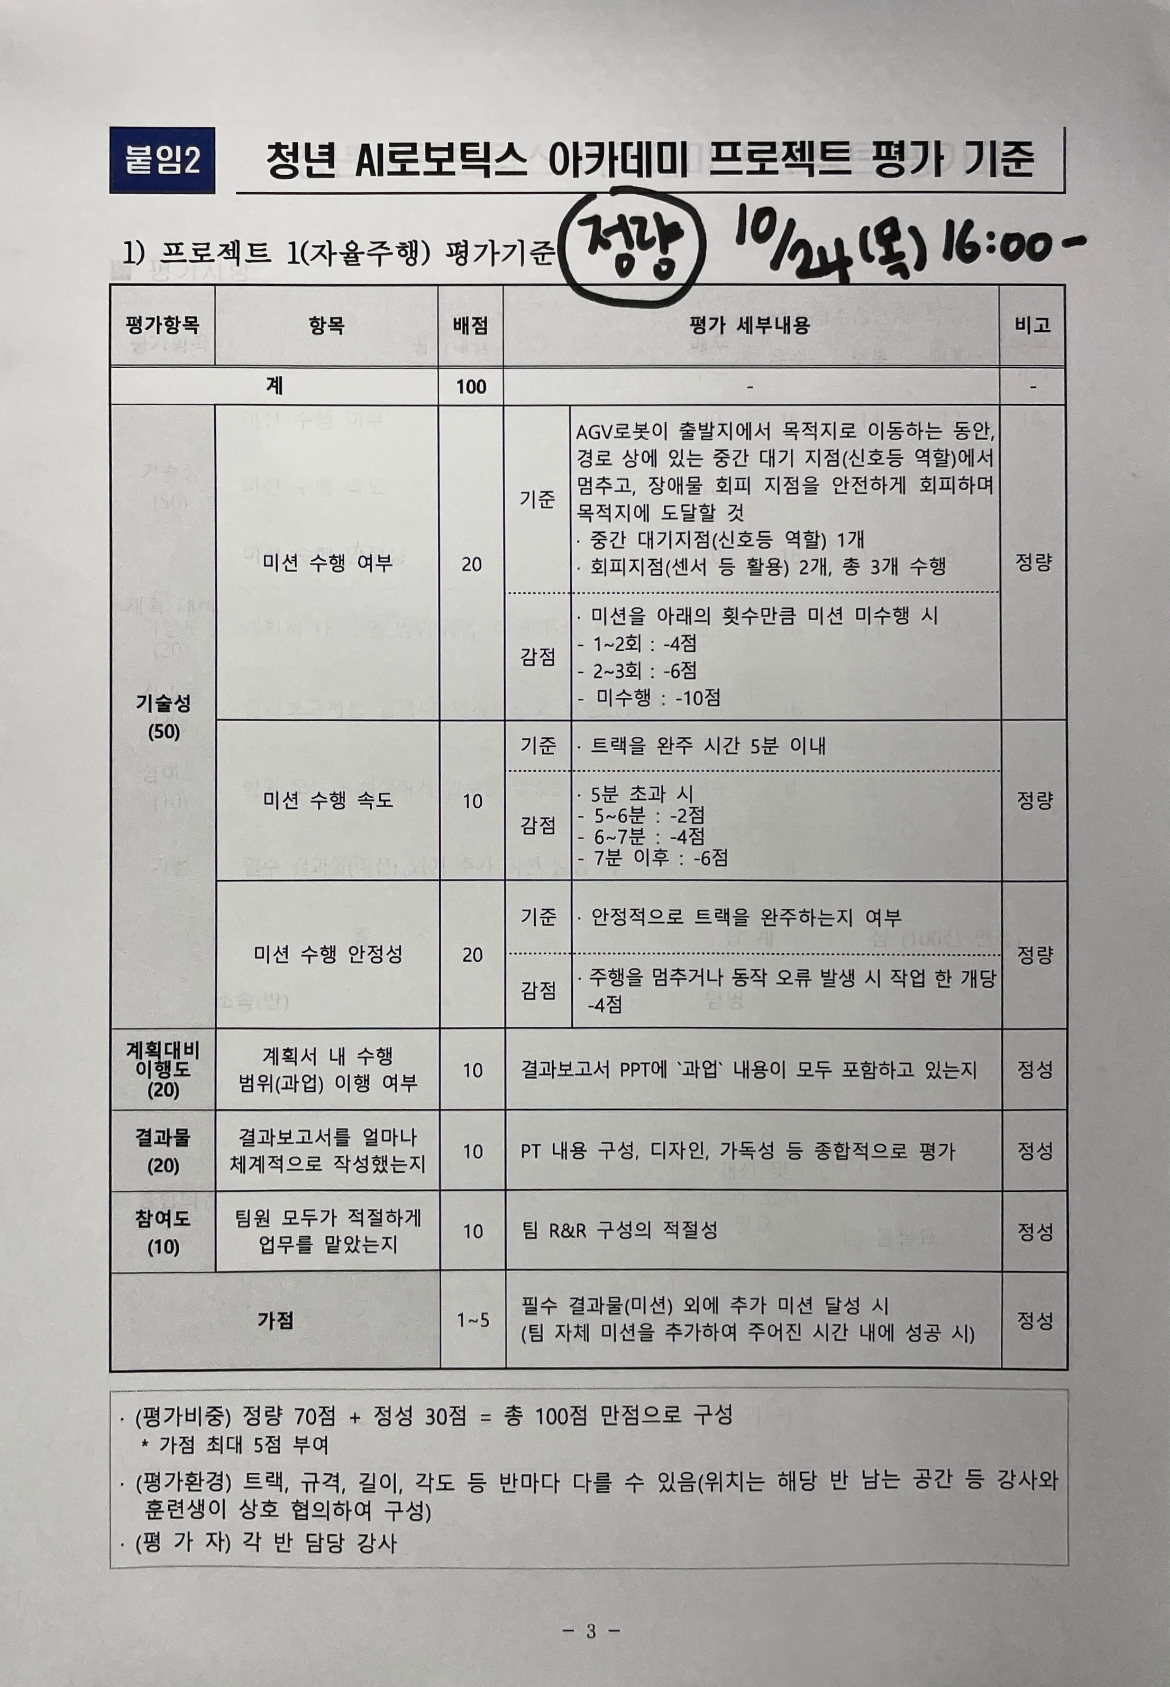 붙임2 청년 AI로보틱스 아카데미 프로젝트 평가 기준
1) 프로젝트 1(자율주행) 평가기준 정량 10/24(목) 16:00-
평가항목 항목 배점 평가 세부내용 비고
계 100 - -
기술성
(50)
미션 수행 여부 20
기준
AGV로봇이 출발지에서 목적지로 이동하는 동안,
경로 상에 있는 중간 대기 지점(신호등 역할)에서
멈추고, 장애물 회피 지점을 안전하게 회피하며
목적지에 도달할 것
· 중간 대기지점(신호등 역할) 1개
· 회피지점(센서 등 활용) 2개, 총 3개 수행
정량
감점
· 미션을 아래의 횟수만큼 미션 미수행 시
- 1~2회 : -4점
- 2~3회 : -6점
- 미수행 : -10점
미션 수행 속도 10
기준 · 트랙을 완주 시간 5분 이내
정량
감점
· 5분 초과 시
- 5~6분 : -2점
- 6~7분 : -4점
- 7분 이후 : -6점
미션 수행 안정성 20
기준 · 안정적으로 트랙을 완주하는지 여부
정량
감점
· 주행을 멈추거나 동작 오류 발생 시 작업 한 개당
-4점
계획대비
이행도
(20)
계획서 내 수행
범위(과업) 이행 여부
10 결과보고서 PPT에 `과업` 내용이 모두 포함하고 있는지 정성
결과물
(20)
결과보고서를 얼마나
체계적으로 작성했는지
10 PT 내용 구성, 디자인, 가독성 등 종합적으로 평가 정성
참여도
(10)
팀원 모두가 적절하게
업무를 맡았는지
10 팀 R&R 구성의 적절성 정성
가점 1~5
필수 결과물(미션) 외에 추가 미션 달성 시
(팀 자체 미션을 추가하여 주어진 시간 내에 성공 시)
정성
· (평가비중) 정량 70점 + 정성 30점 = 총 100점 만점으로 구성
* 가점 최대 5점 부여
· (평가환경) 트랙, 규격, 길이, 각도 등 반마다 다를 수 있음(위치는 해당 반 남는 공간 등 강사와
훈련생이 상호 협의하여 구성)
· (평 가 자) 각 반 담당 강사
- 3 -